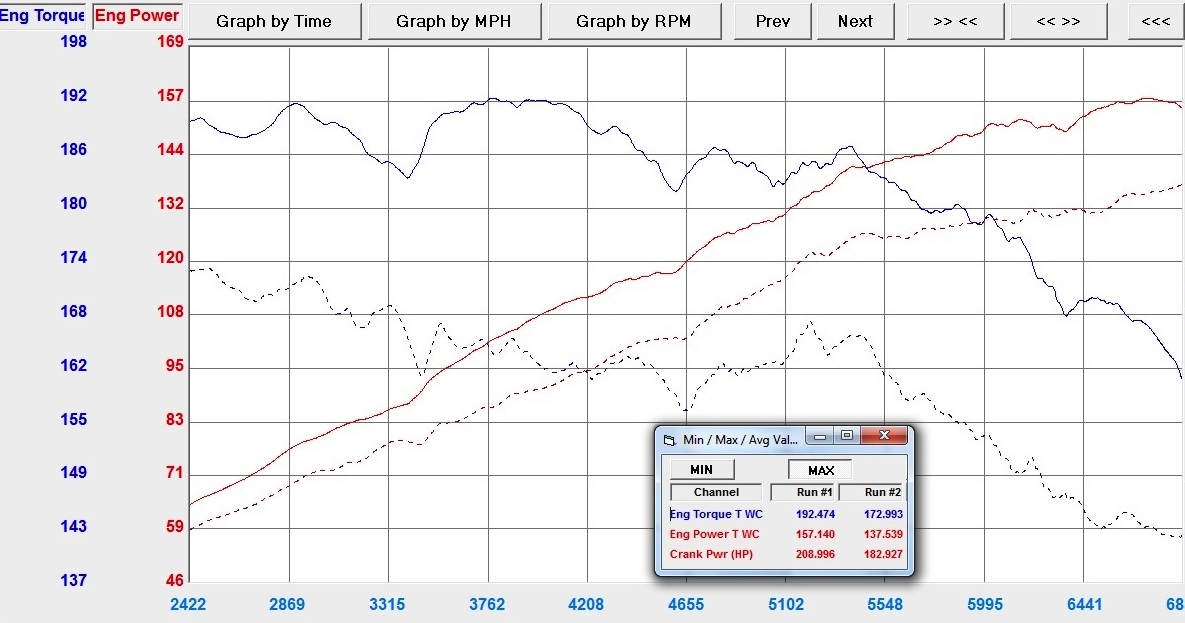 Eng Torque Eng Power Graph by Time Graph by MPH Graph by RPM Prev Next >> << << >> <<<
198 169
192 157
186 144
180 132
174 120
168 108
162 95
155 83
149 71
143 59
137 46
Min / Max / Avg Val...
MIN MAX
Channel Run #1 Run #2
Eng Torque T WC 192.474 172.993
Eng Power T WC 157.140 137.539
Crank Pwr (HP) 208.996 182.927
2422 2869 3315 3762 4208 4655 5102 5548 5995 6441 68